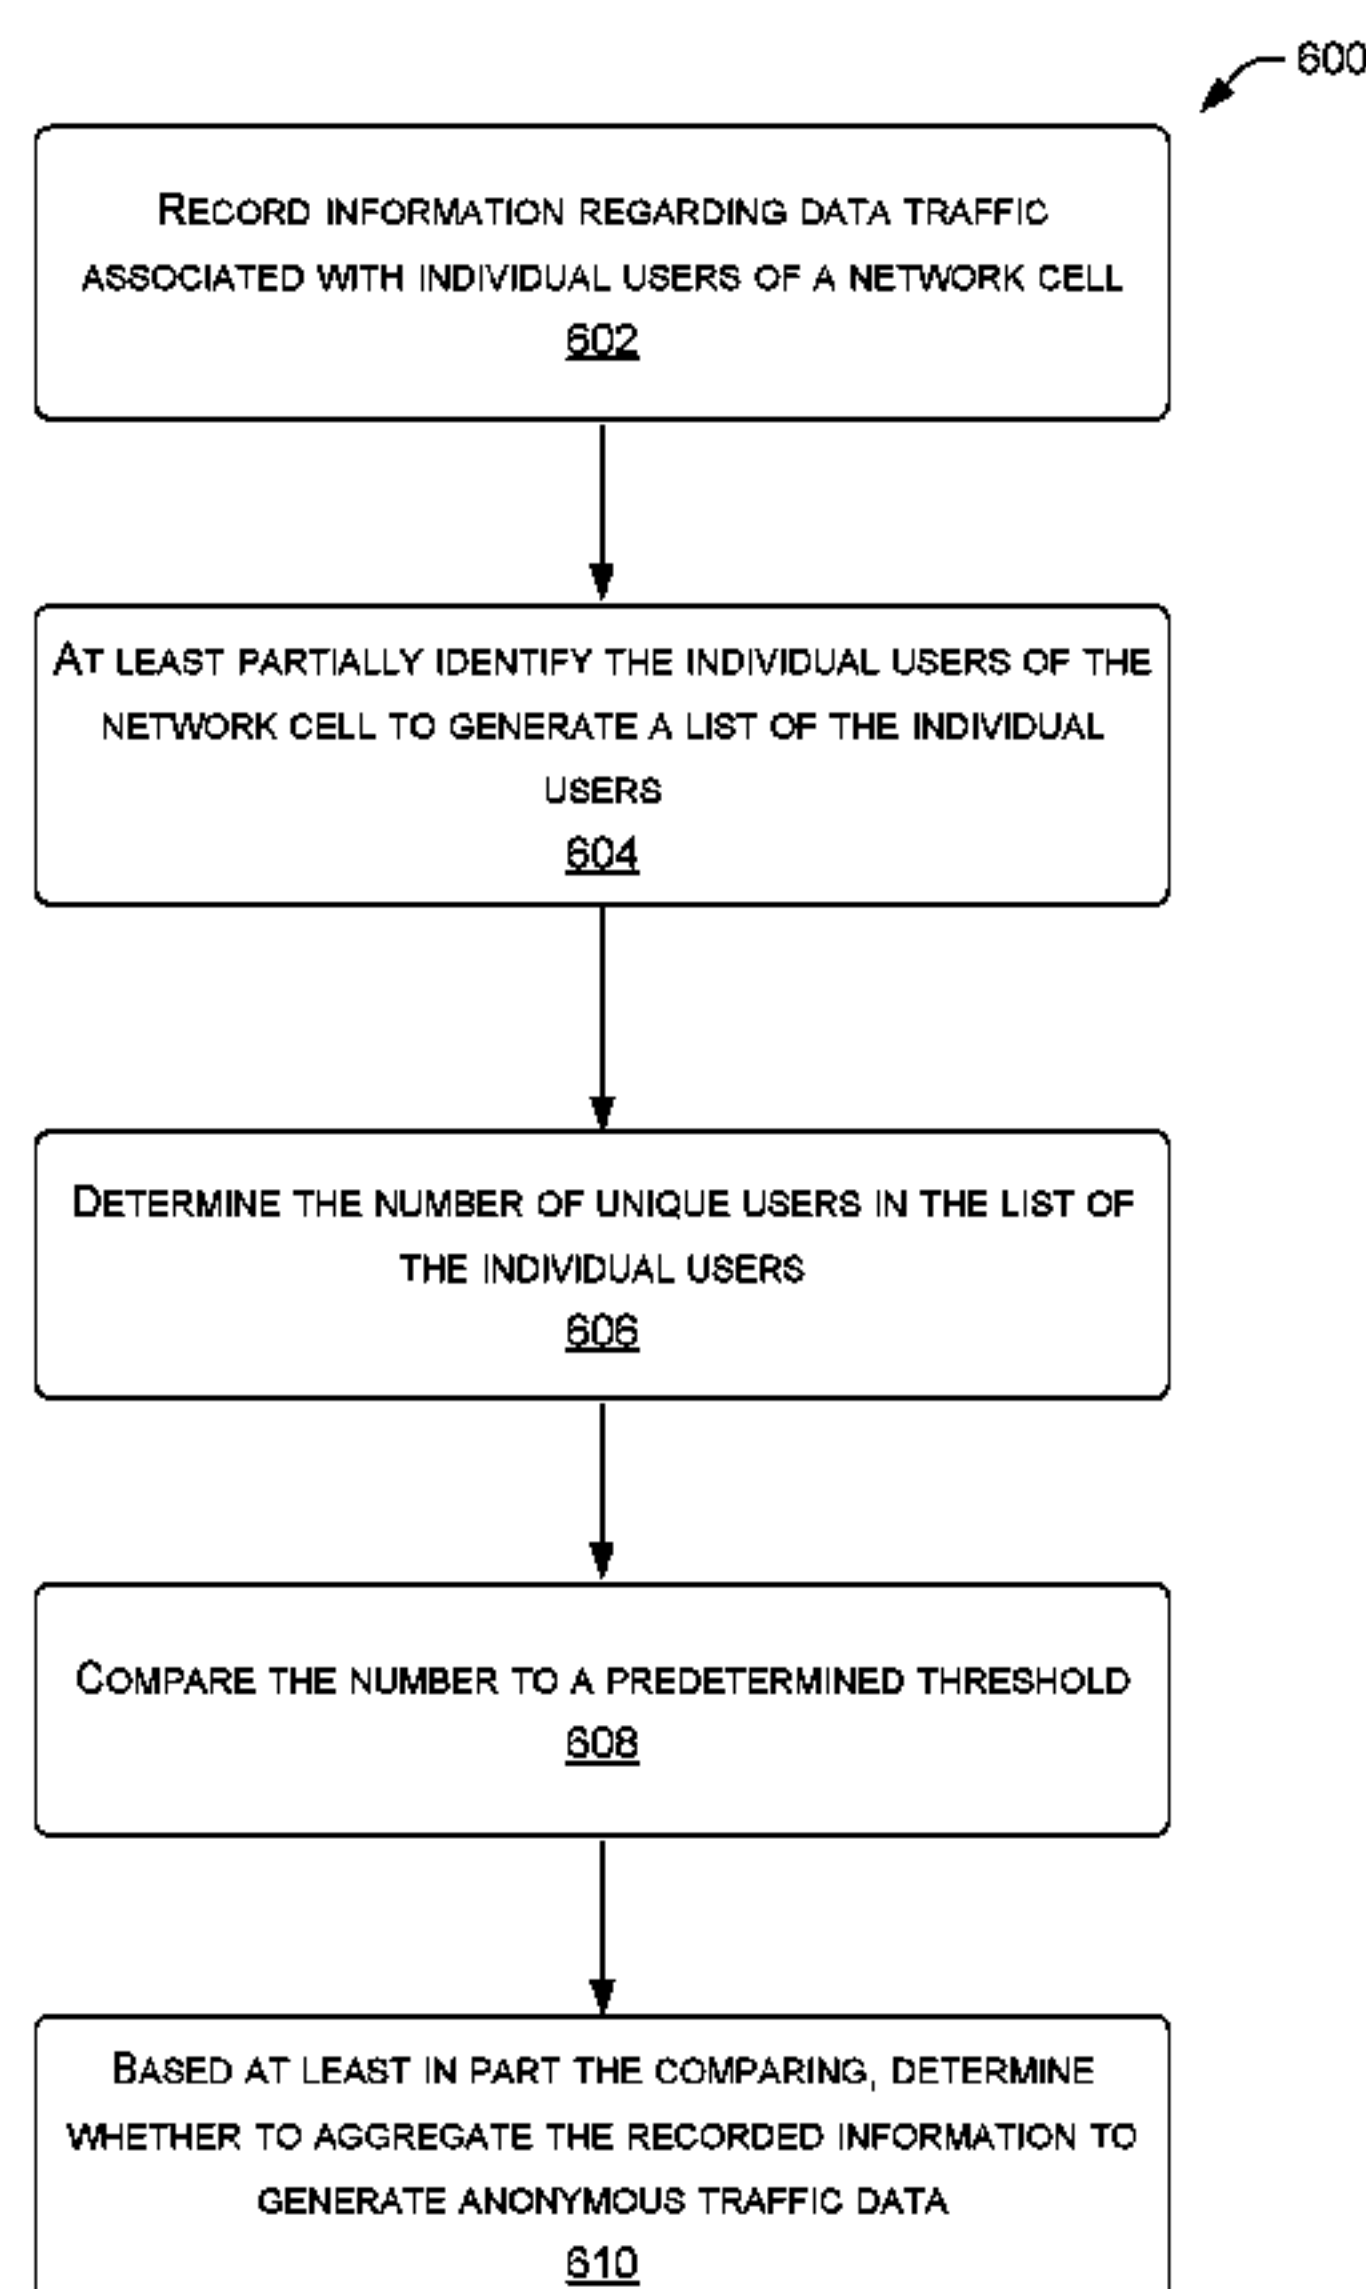 600
RECORD INFORMATION REGARDING DATA TRAFFIC
ASSOCIATED WITH INDIVIDUAL USERS OF A NETWORK CELL
602
AT LEAST PARTIALLY IDENTIFY THE INDIVIDUAL USERS OF THE
NETWORK CELL TO GENERATE A LIST OF THE INDIVIDUAL
USERS
604
DETERMINE THE NUMBER OF UNIQUE USERS IN THE LIST OF
THE INDIVIDUAL USERS
606
COMPARE THE NUMBER TO A PREDETERMINED THRESHOLD
608
BASED AT LEAST IN PART THE COMPARING, DETERMINE
WHETHER TO AGGREGATE THE RECORDED INFORMATION TO
GENERATE ANONYMOUS TRAFFIC DATA
610